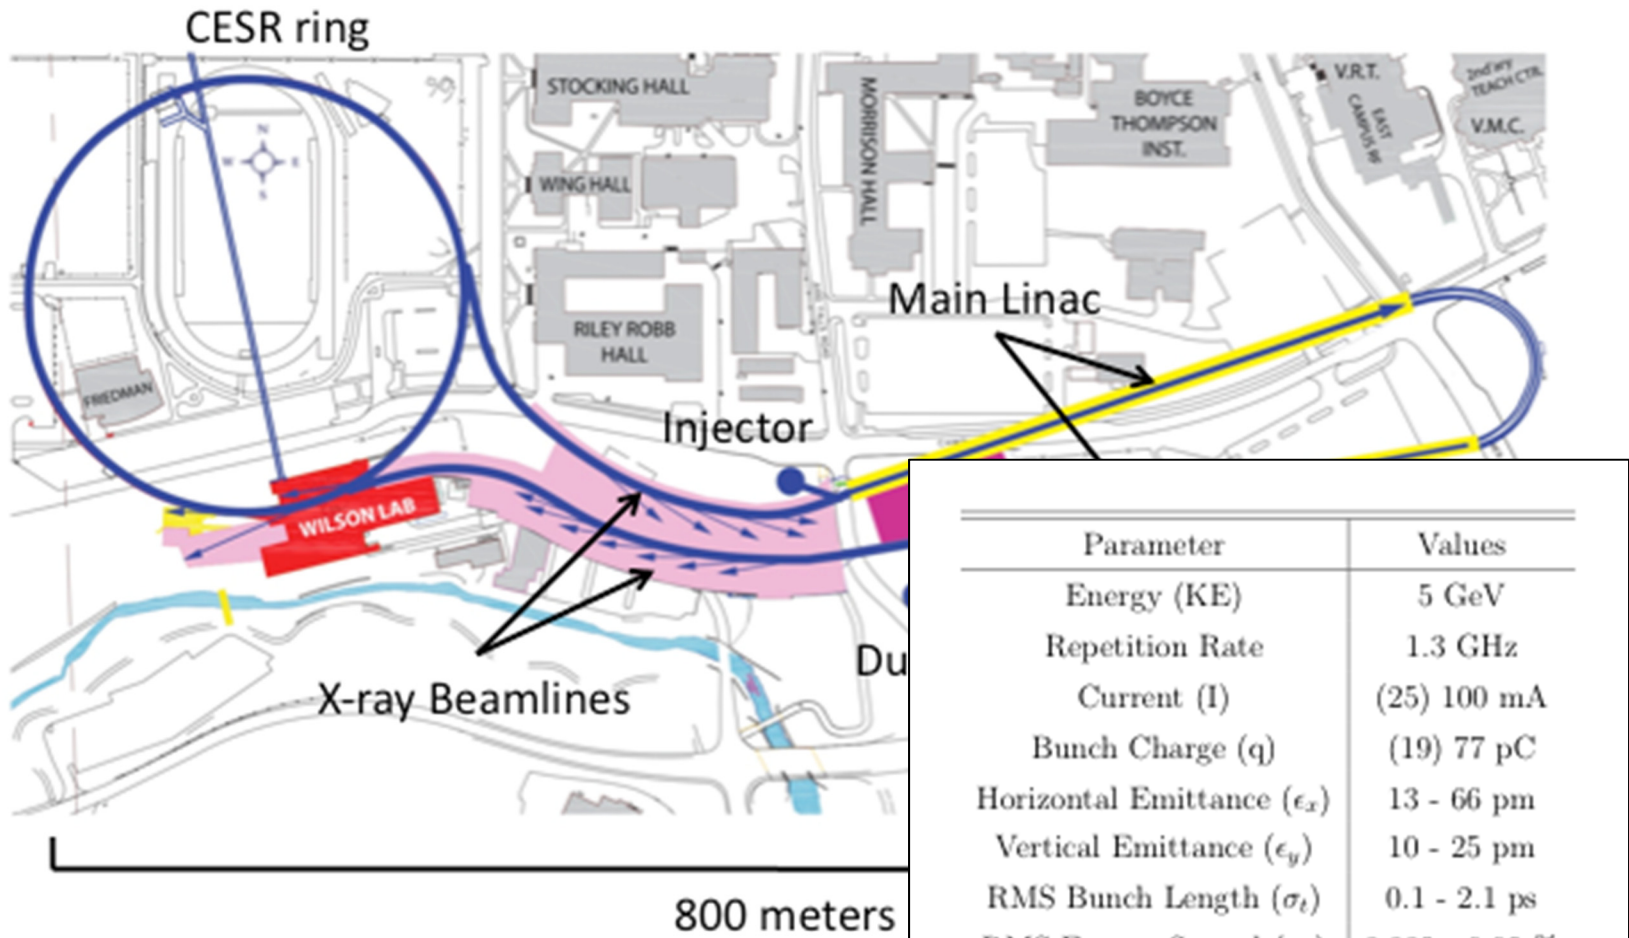 CESR ring
STOCKING HALL
MORRISON HALL
BOYCE
THOMPSON
INST.
V.R.T.
EAST
CAMPUS RF
2nd'ary
TEACH CTR.
V.M.C.
N
W E
S
WING HALL
RILEY ROBB
HALL
Main Linac
FRIEDMAN
Injector
WILSON LAB
X-ray Beamlines
Du
800 meters
Parameter Values
Energy (KE) 5 GeV
Repetition Rate 1.3 GHz
Current (I) (25) 100 mA
Bunch Charge (q) (19) 77 pC
Horizontal Emittance (ϵx) 13 - 66 pm
Vertical Emittance (ϵy) 10 - 25 pm
RMS Bunch Length (σt) 0.1 - 2.1 ps